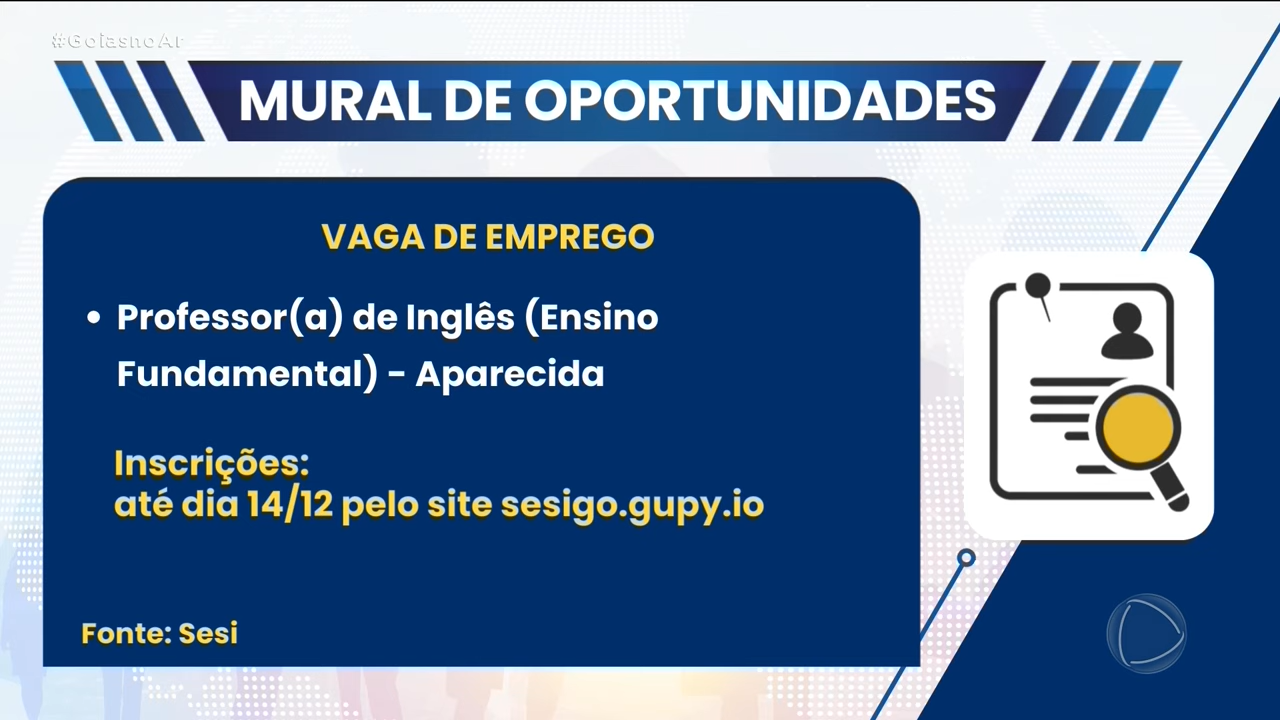 #GoiasnoAr
MURAL DE OPORTUNIDADES
VAGA DE EMPREGO
• Professor(a) de Inglês (Ensino
Fundamental) - Aparecida
Inscrições:
até dia 14/12 pelo site sesigo.gupy.io
Fonte: Sesi